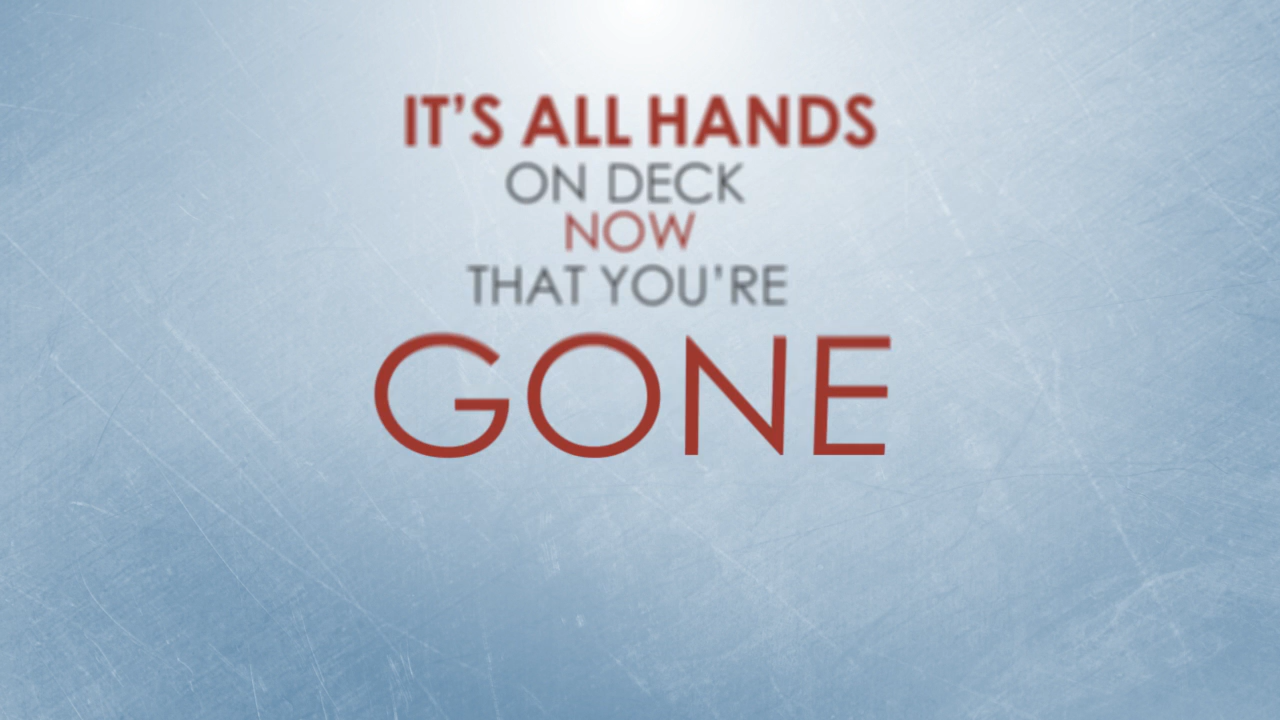 IT’S ALL HANDS
ON DECK
NOW
THAT YOU’RE
GONE